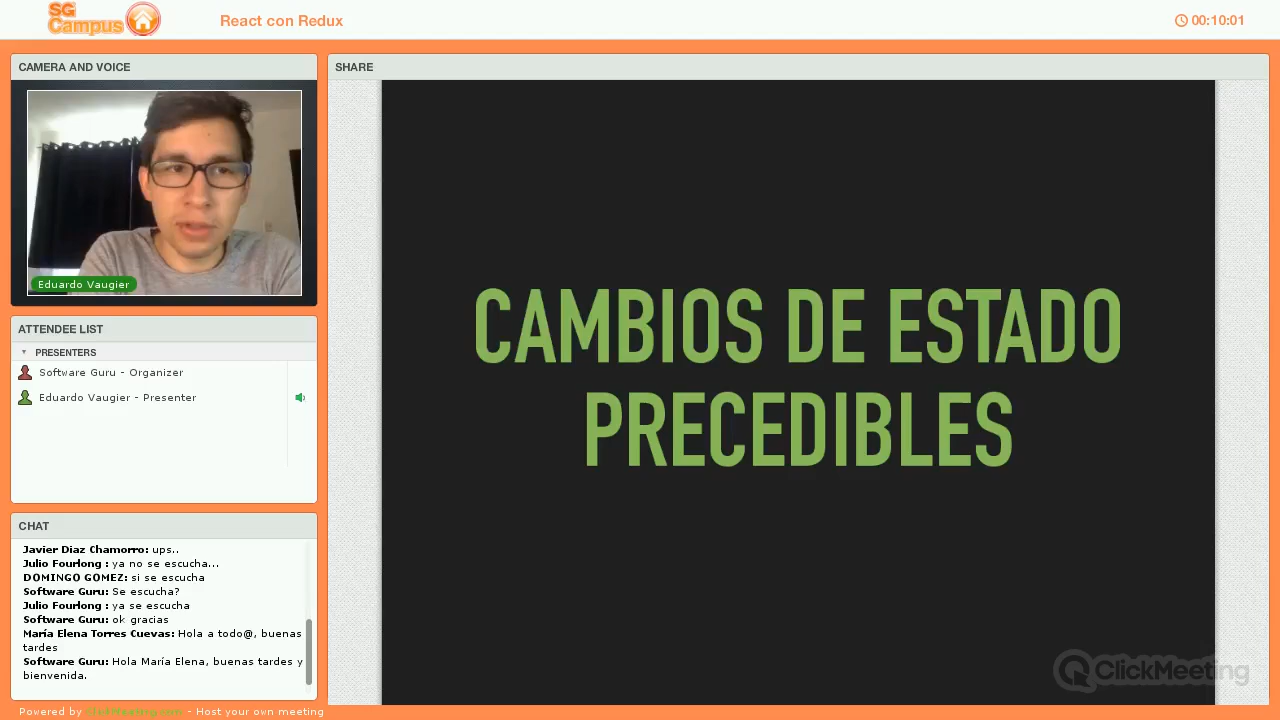 SG
Campus
React con Redux
00:10:01
CAMERA AND VOICE
Eduardo Vaugier
ATTENDEE LIST
PRESENTERS
Software Guru - Organizer
Eduardo Vaugier - Presenter
CHAT
Javier Diaz Chamorro: ups..
Julio Fourlong : ya no se escucha...
DOMINGO GOMEZ: si se escucha
Software Guru: Se escucha?
Julio Fourlong : ya se escucha
Software Guru: ok gracias
María Elena Torres Cuevas: Hola a todo@, buenas
tardes
Software Guru: Hola María Elena, buenas tardes y
bienvenida.
Powered by ClickMeeting.com - Host your own meeting
SHARE
CAMBIOS DE ESTADO
PRECEDIBLES
ClickMeeting